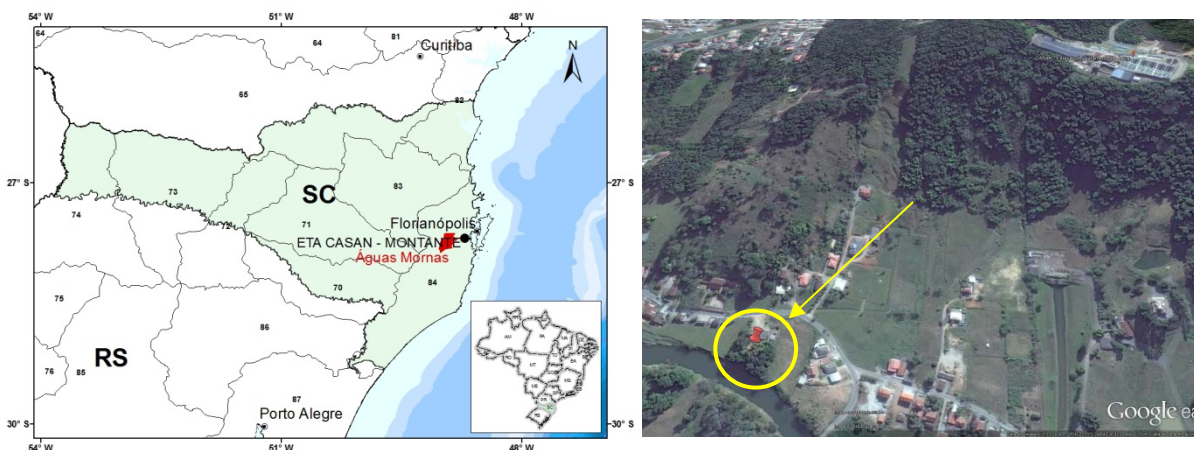 54° W
51° W
48° W
64
64
81
Curitiba
N
65
82
27° S
27° S
73
83
SC
74
71
72
Florianópolis
ETA CASAN - MONTANTE
Águas Mornas
70
84
75
86
RS
76
85
87
Porto Alegre
30° S
30° S
54° W
51° W
48° W
Google ea